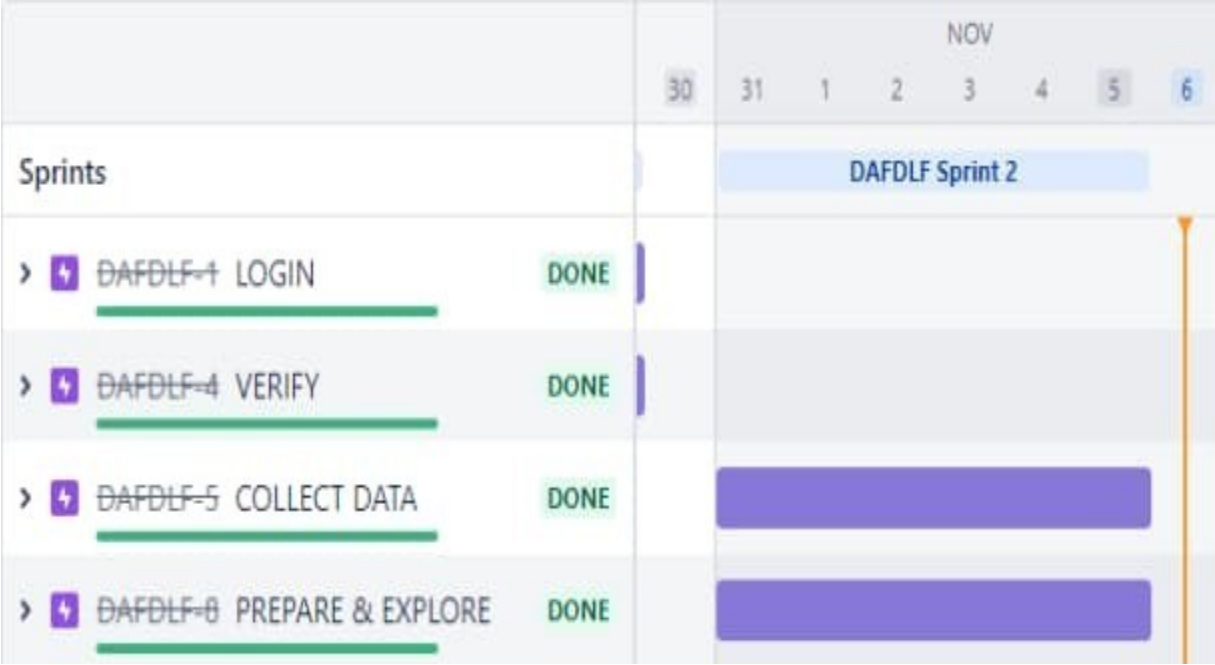 NOV
30 31 1 2 3 4 5 6
Sprints DAFDLF Sprint 2
DAFDLF-1 LOGIN DONE
DAFDLF-4 VERIFY DONE
DAFDLF-5 COLLECT DATA DONE
DAFDLF-8 PREPARE & EXPLORE DONE